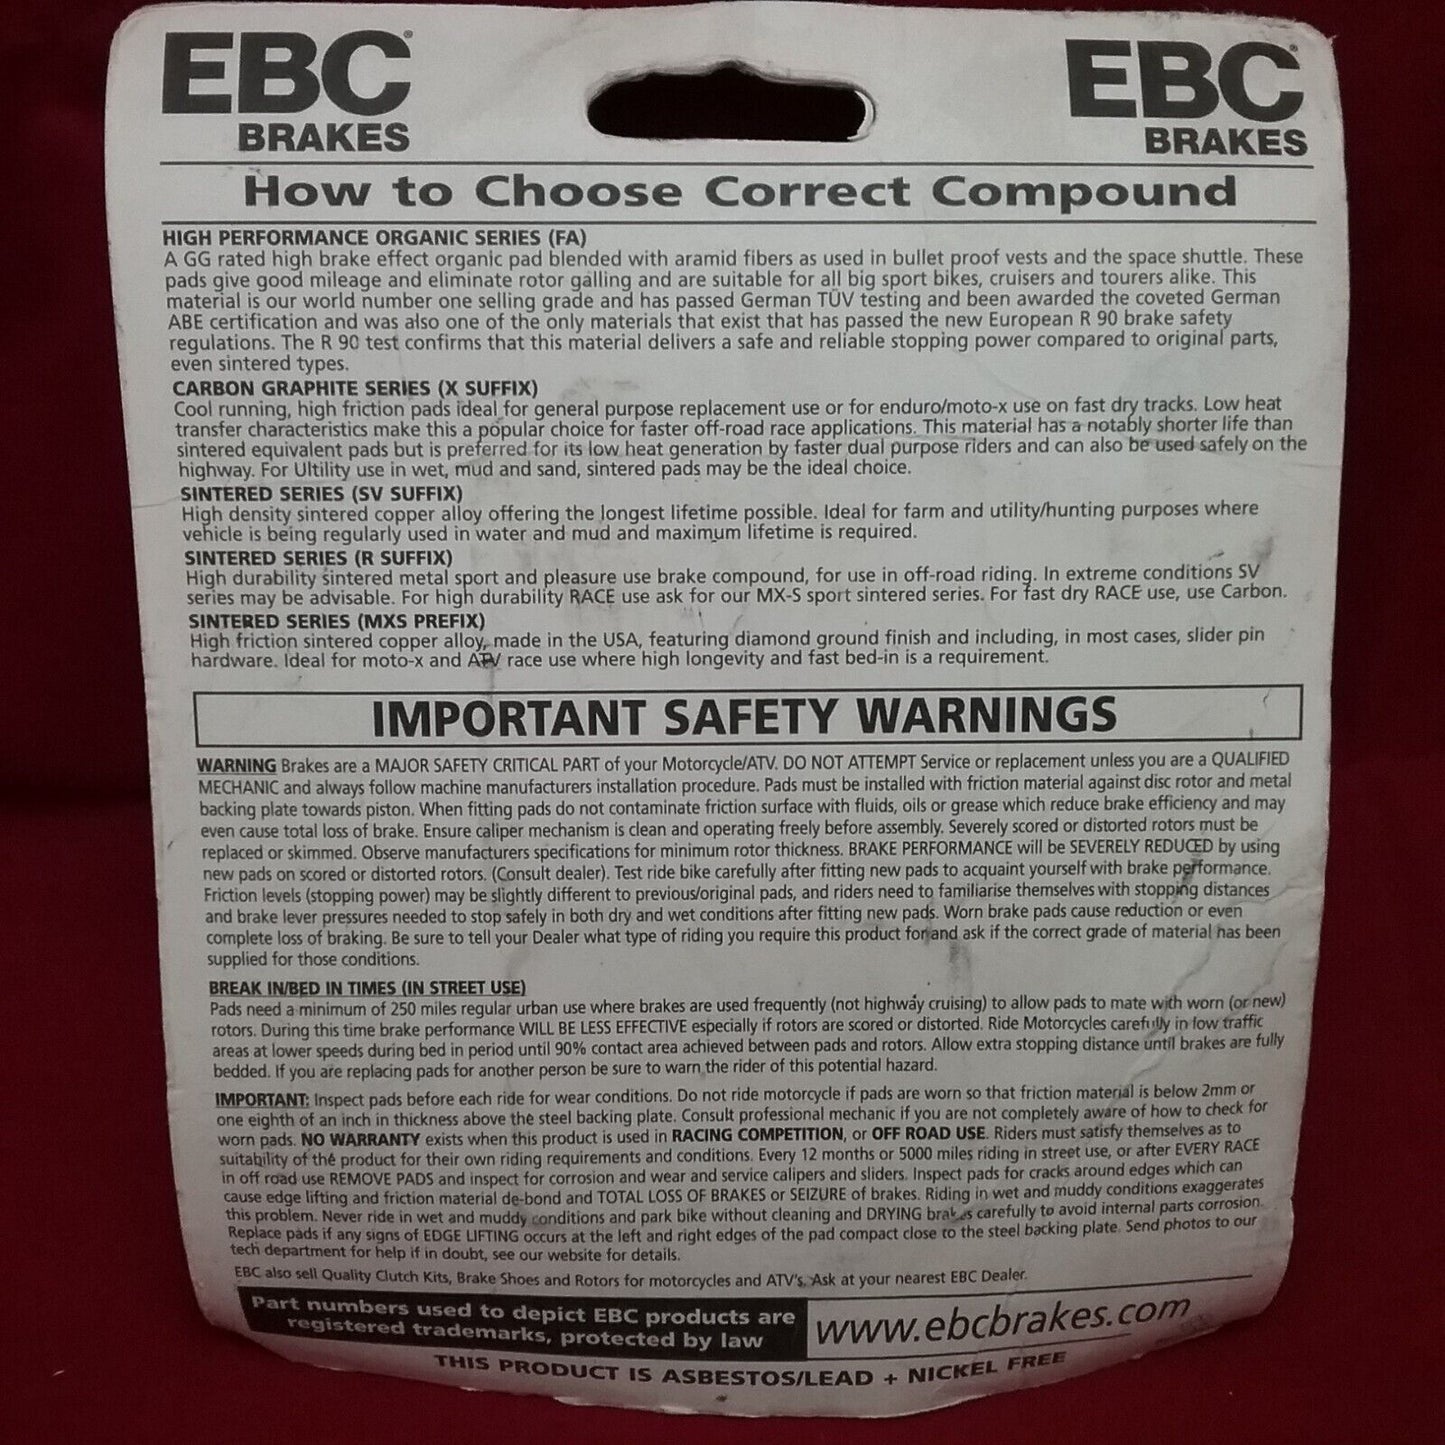 EBC® EBC®
BRAKES BRAKES
How to Choose Correct Compound
HIGH PERFORMANCE ORGANIC SERIES (FA)
A GG rated high brake effect organic pad blended with aramid fibers as used in bullet proof vests and the space shuttle. These
pads give good mileage and eliminate rotor galling and are suitable for all big sport bikes, cruisers and tourers alike. This
material is our world number one selling grade and has passed German TÜV testing and been awarded the coveted German
ABE certification and was also one of the only materials that exist that has passed the new European R 90 brake safety
regulations. The R 90 test confirms that this material delivers a safe and reliable stopping power compared to original parts,
even sintered types.
CARBON GRAPHITE SERIES (X SUFFIX)
Cool running, high friction pads ideal for general purpose replacement use or for enduro/moto-x use on fast dry tracks. Low heat
transfer characteristics make this a popular choice for faster off-road race applications. This material has a notably shorter life than
sintered equivalent pads but is preferred for its low heat generation by faster dual purpose riders and can also be used safely on the
highway. For Ultility use in wet, mud and sand, sintered pads may be the ideal choice.
SINTERED SERIES (SV SUFFIX)
High density sintered copper alloy offering the longest lifetime possible. Ideal for farm and utility/hunting purposes where
vehicle is being regularly used in water and mud and maximum lifetime is required.
SINTERED SERIES (R SUFFIX)
High durability sintered metal sport and pleasure use brake compound, for use in off-road riding. In extreme conditions SV
series may be advisable. For high durability RACE use ask for our MX-S sport sintered series. For fast dry RACE use, use Carbon.
SINTERED SERIES (MXS PREFIX)
High friction sintered copper alloy, made in the USA, featuring diamond ground finish and including, in most cases, slider pin
hardware. Ideal for moto-x and ATV race use where high longevity and fast bed-in is a requirement.
IMPORTANT SAFETY WARNINGS
WARNING Brakes are a MAJOR SAFETY CRITICAL PART of your Motorcycle/ATV. DO NOT ATTEMPT Service or replacement unless you are a QUALIFIED
MECHANIC and always follow machine manufacturers installation procedure. Pads must be installed with friction material against disc rotor and metal
backing plate towards piston. When fitting pads do not contaminate friction surface with fluids, oils or grease which reduce brake efficiency and may
even cause total loss of brake. Ensure caliper mechanism is clean and operating freely before assembly. Severely scored or distorted rotors must be
replaced or skimmed. Observe manufacturers specifications for minimum rotor thickness. BRAKE PERFORMANCE will be SEVERELY REDUCED by using
new pads on scored or distorted rotors. (Consult dealer). Test ride bike carefully after fitting new pads to acquaint yourself with brake performance.
Friction levels (stopping power) may be slightly different to previous/original pads, and riders need to familiarise themselves with stopping distances
and brake lever pressures needed to stop safely in both dry and wet conditions after fitting new pads. Worn brake pads cause reduction or even
complete loss of braking. Be sure to tell your Dealer what type of riding you require this product for and ask if the correct grade of material has been
supplied for those conditions.
BREAK IN/BED IN TIMES (IN STREET USE)
Pads need a minimum of 250 miles regular urban use where brakes are used frequently (not highway cruising) to allow pads to mate with worn (or new)
rotors. During this time brake performance WILL BE LESS EFFECTIVE especially if rotors are scored or distorted. Ride Motorcycles carefully in low traffic
areas at lower speeds during bed in period until 90% contact area achieved between pads and rotors. Allow extra stopping distance until brakes are fully
bedded. If you are replacing pads for another person be sure to warn the rider of this potential hazard.
IMPORTANT: Inspect pads before each ride for wear conditions. Do not ride motorcycle if pads are worn so that friction material is below 2mm or
one eighth of an inch in thickness above the steel backing plate. Consult professional mechanic if you are not completely aware of how to check for
worn pads. NO WARRANTY exists when this product is used in RACING COMPETITION, or OFF ROAD USE. Riders must satisfy themselves as to
suitability of the product for their own riding requirements and conditions. Every 12 months or 5000 miles riding in street use, or after EVERY RACE
in off road use REMOVE PADS and inspect for corrosion and wear and service calipers and sliders. Inspect pads for cracks around edges which can
cause edge lifting and friction material de-bond and TOTAL LOSS OF BRAKES or SEIZURE of brakes. Riding in wet and muddy conditions exaggerates
this problem. Never ride in wet and muddy conditions and park bike without cleaning and DRYING brakes carefully to avoid internal parts corrosion.
Replace pads if any signs of EDGE LIFTING occurs at the left and right edges of the pad compact close to the steel backing plate. Send photos to our
tech department for help if in doubt, see our website for details.
EBC also sell Quality Clutch Kits, Brake Shoes and Rotors for motorcycles and ATV's. Ask at your nearest EBC Dealer.
Part numbers used to depict EBC products are
registered trademarks, protected by law
www.ebcbrakes.com
THIS PRODUCT IS ASBESTOS/LEAD + NICKEL FREE